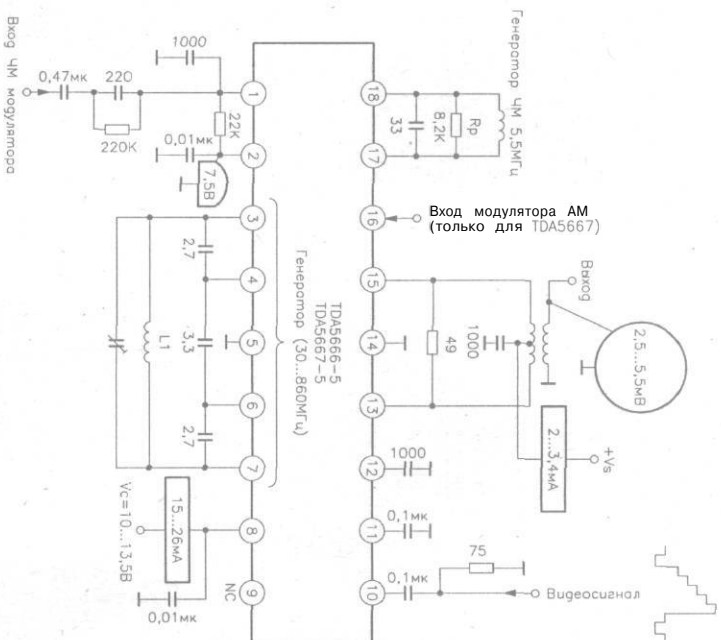 Вход ЧМ модулятора
0,47мк
220
220К
1000
22К
0,01мк
7,5В
1
2
3
4
5
6
7
8
9
2,7
3,3
2,7
L1
TDA5666-5
TDA5667-5
Генератор (30...860МГц)
15...26мА
Vc=10...13,5В
0,01мк
NC
Генератор ЧМ 5,5МГц
18
17
16
15
14
13
12
11
10
33
8,2К
Rp
Вход модулятора АМ
(только для TDA5667)
Выход
49
1000
2,5...5,5мВ
2...3,4мА
+Vs
1000
0,1мк
0,1мк
75
Видеосигнал